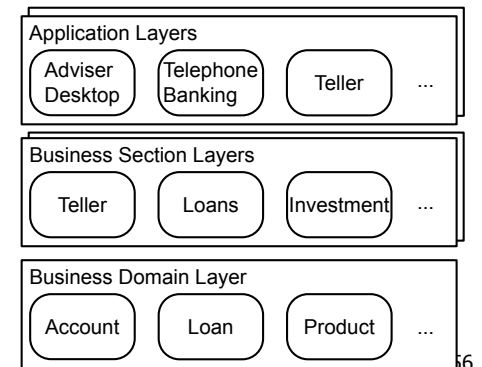 Application Layers
Adviser Desktop
Telephone Banking
Teller
...
Business Section Layers
Teller
Loans
Investment
...
Business Domain Layer
Account
Loan
Product
...